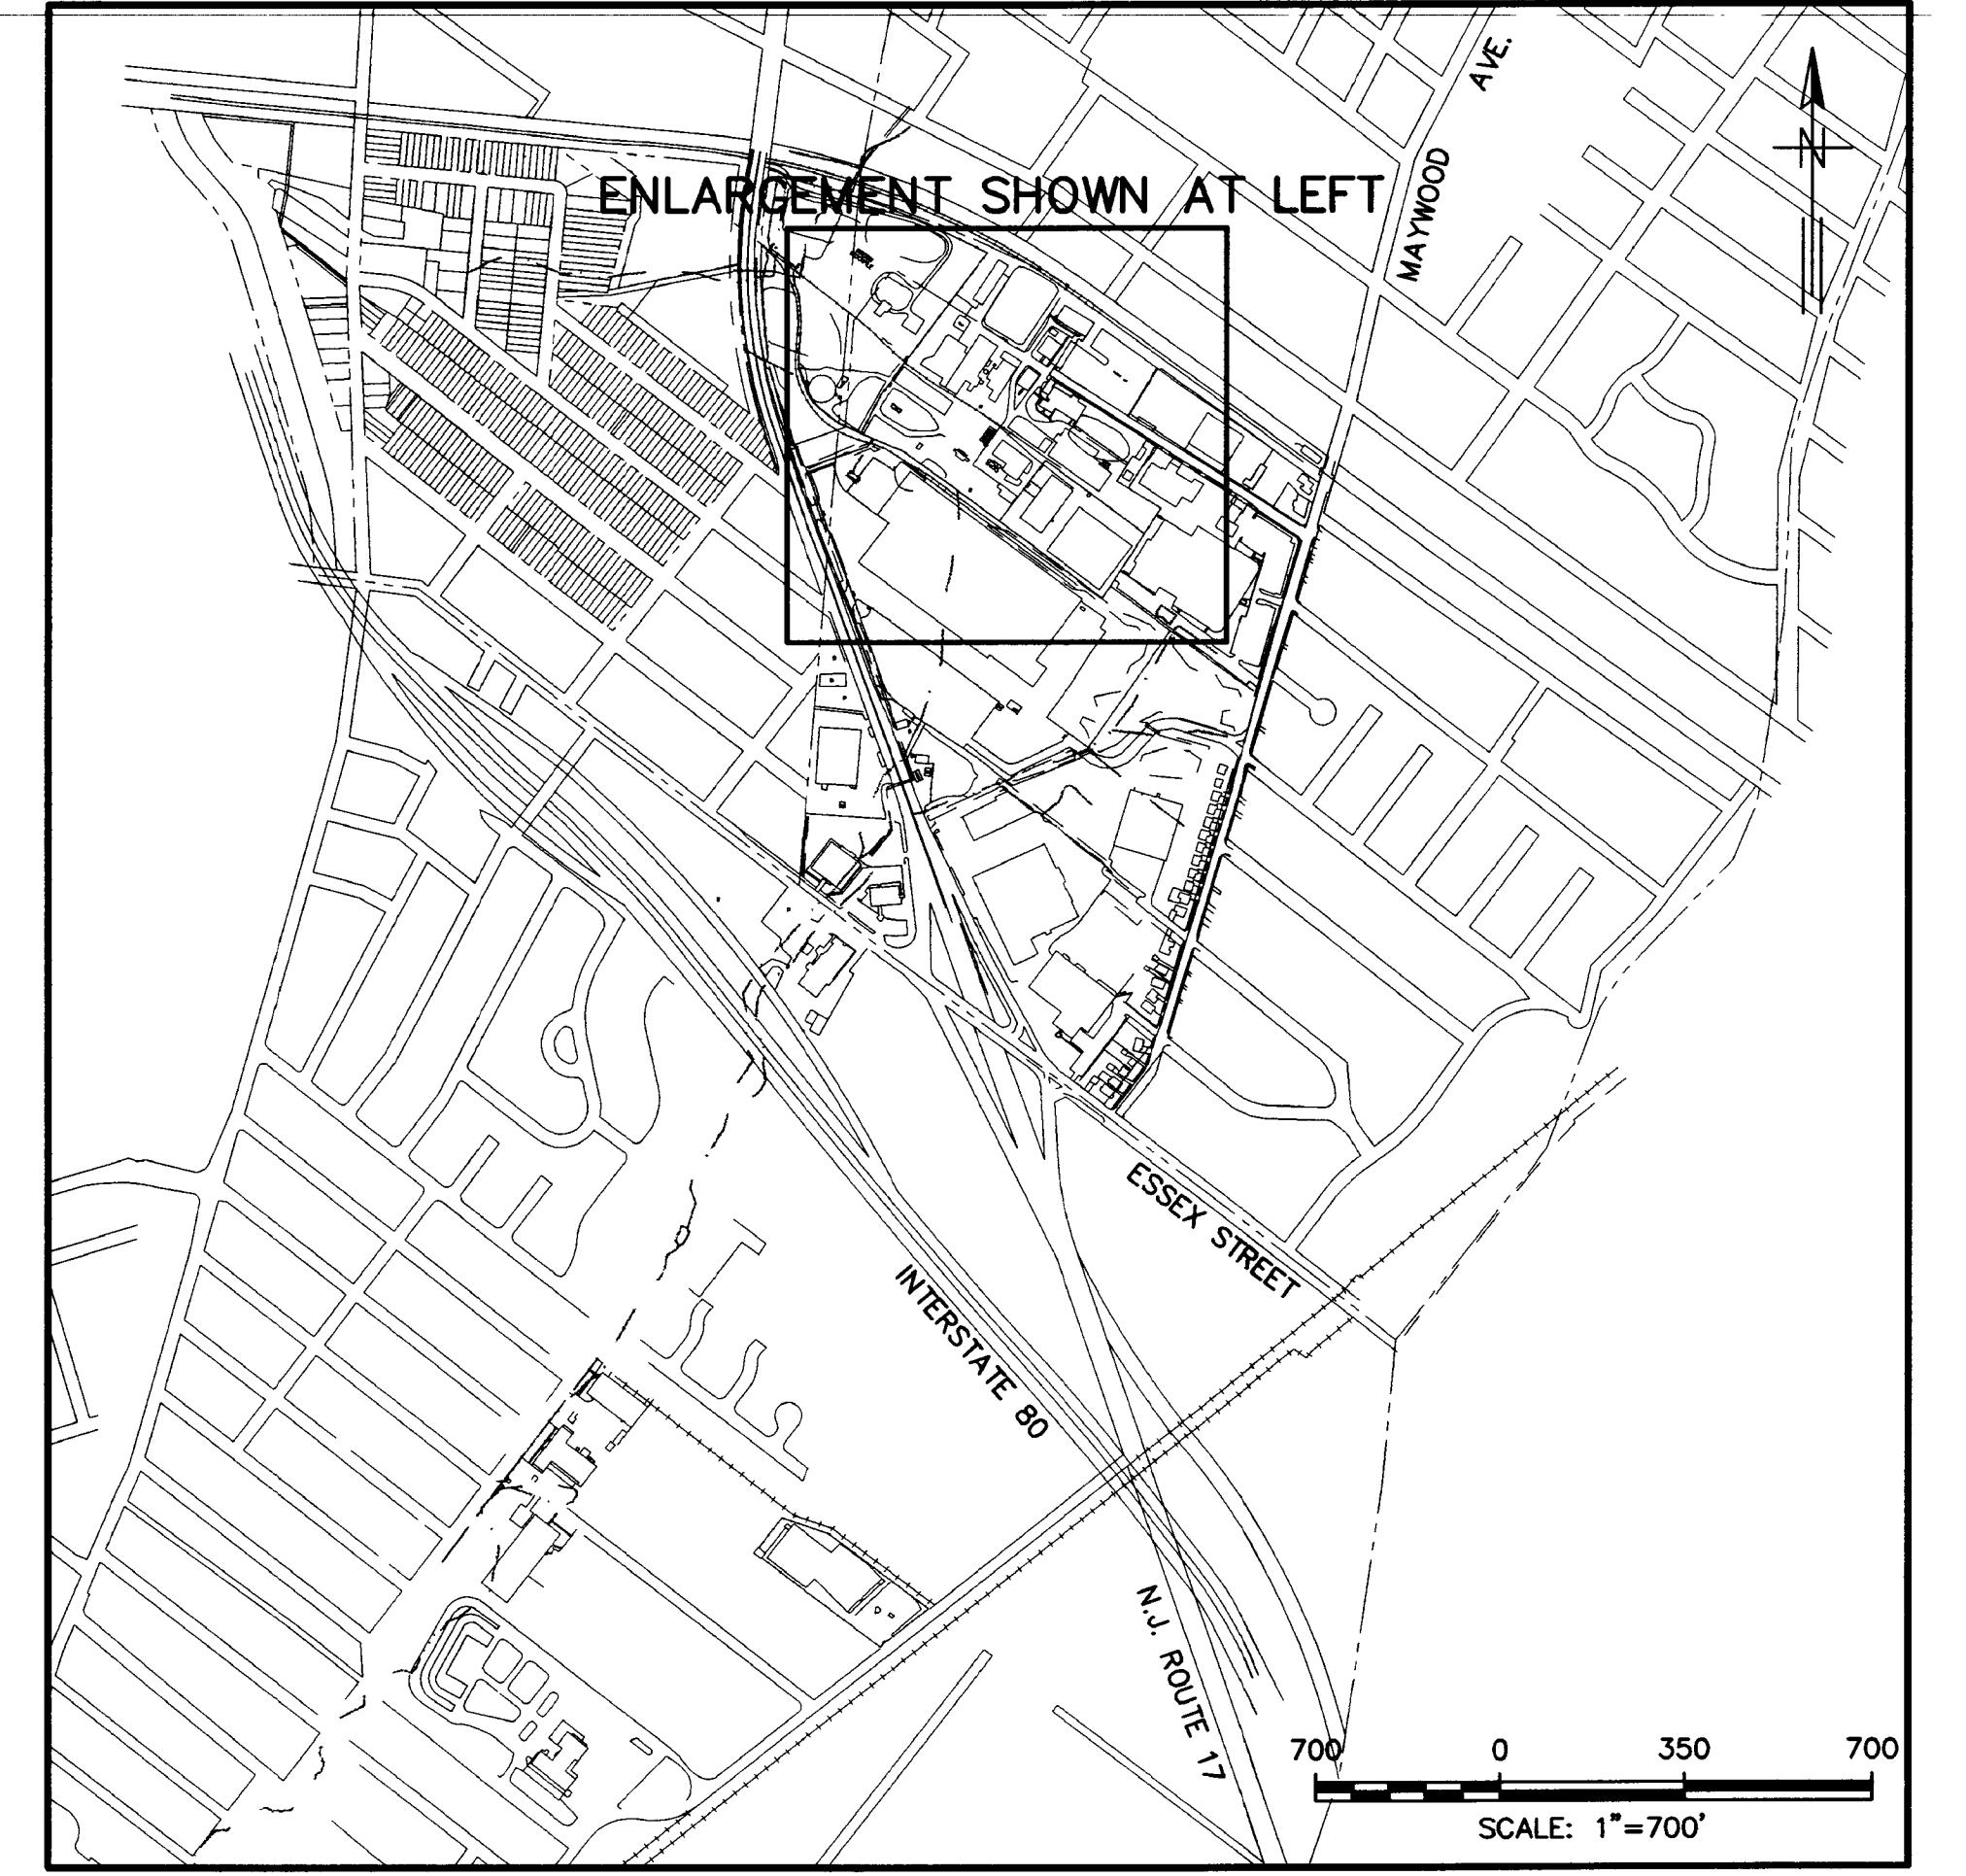 MAYWOOD AVE.
N
ENLARGEMENT SHOWN AT LEFT
ESSEX STREET
INTERSTATE 80
N.J. ROUTE 17
700 0 350 700
SCALE: 1"=700'